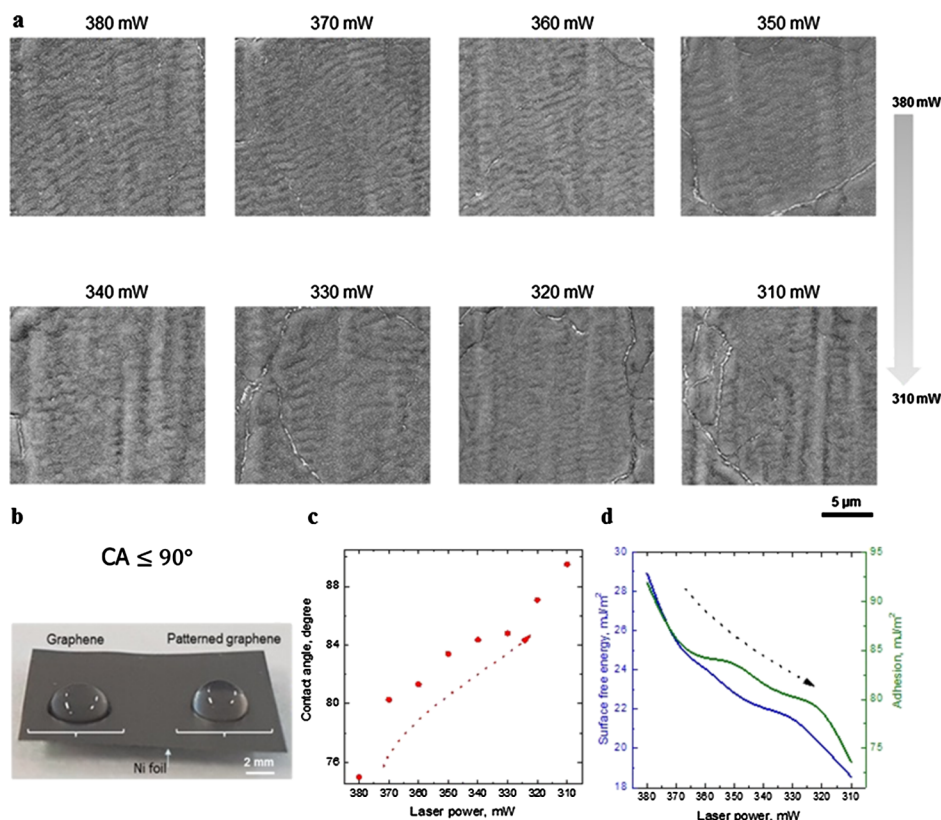 a
380 mW 370 mW 360 mW 350 mW
380 mW
340 mW 330 mW 320 mW 310 mW
310 mW
5 µm
b
CA ≤ 90°
Graphene Patterned graphene
Ni foil
2 mm
c
Contact angle, degree
88
84
80
76
380 370 360 350 340 330 320 310
Laser power, mW
d
Surface free energy, mJ/m²
30
28
26
24
22
20
18
95
90
85
80
75
Adhesion, mJ/m²
380 370 360 350 340 330 320 310
Laser power, mW